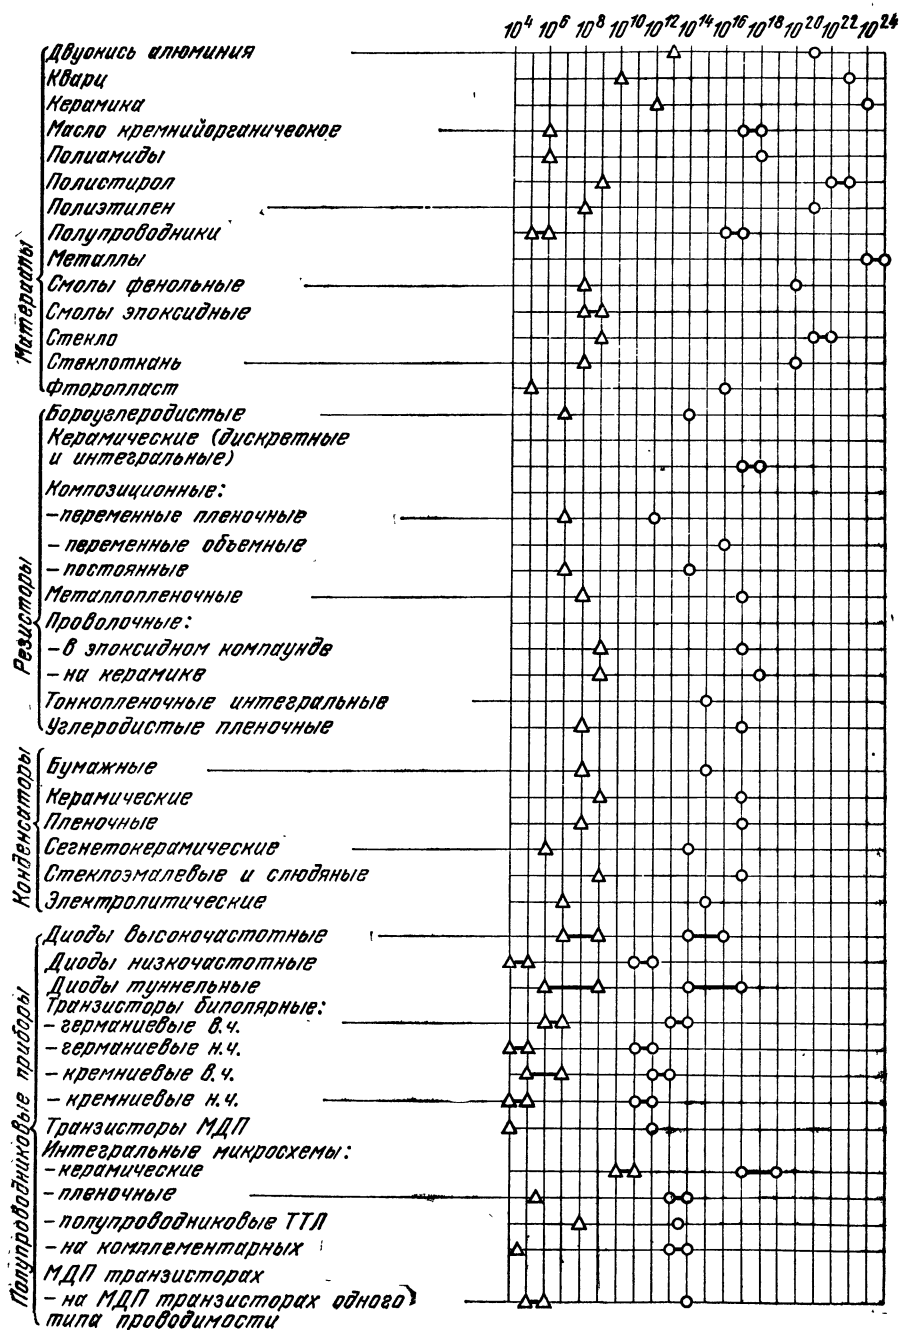 10⁴ 10⁶ 10⁸ 10¹⁰ 10¹² 10¹⁴ 10¹⁶ 10¹⁸ 10²⁰ 10²² 10²⁴
Материалы
Двуокись алюминия
Кварц
Керамика
Масло кремнийорганическое
Полиамиды
Полистирол
Полиэтилен
Полупроводники
Металлы
Смолы фенольные
Смолы эпоксидные
Стекло
Стеклоткань
Фторопласт
Резисторы
Бороуглеродистые
Керамические (дискретные
и интегральные)
Композиционные:
-переменные пленочные
- переменные объемные
- постоянные
Металлопленочные
Проволочные:
- в эпоксидном компаунде
- на керамике
Тонкопленочные интегральные
Углеродистые пленочные
Конденсаторы
Бумажные
Керамические
Пленочные
Сегнетокерамические
Стеклоэмалевые и слюдяные
Электролитические
Полупроводниковые приборы
Диоды высокочастотные
Диоды низкочастотные
Диоды туннельные
Транзисторы биполярные:
- германиевые в.ч.
- германиевые н.ч.
- кремниевые в.ч.
- кремниевые н.ч.
Транзисторы МДП
Интегральные микросхемы:
- керамические
- пленочные
- полупроводниковые ТТЛ
- на комплементарных
МДП транзисторах
- на МДП транзисторах одного
типа проводимости